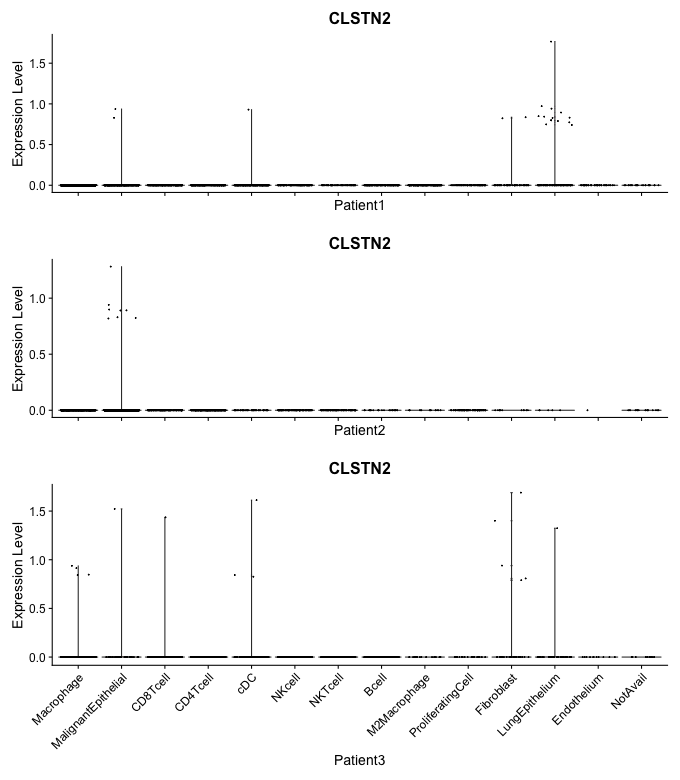 CLSTN2
Expression Level
1.5
1.0
0.5
0.0
Patient1
CLSTN2
Expression Level
1.0
0.5
0.0
Patient2
CLSTN2
Expression Level
1.5
1.0
0.5
0.0
Macrophage
MalignantEpithelial
CD8Tcell
CD4Tcell
cDC
NKcell
NKTcell
Bcell
M2Macrophage
ProliferatingCell
Fibroblast
LungEpithelium
Endothelium
NotAvail
Patient3